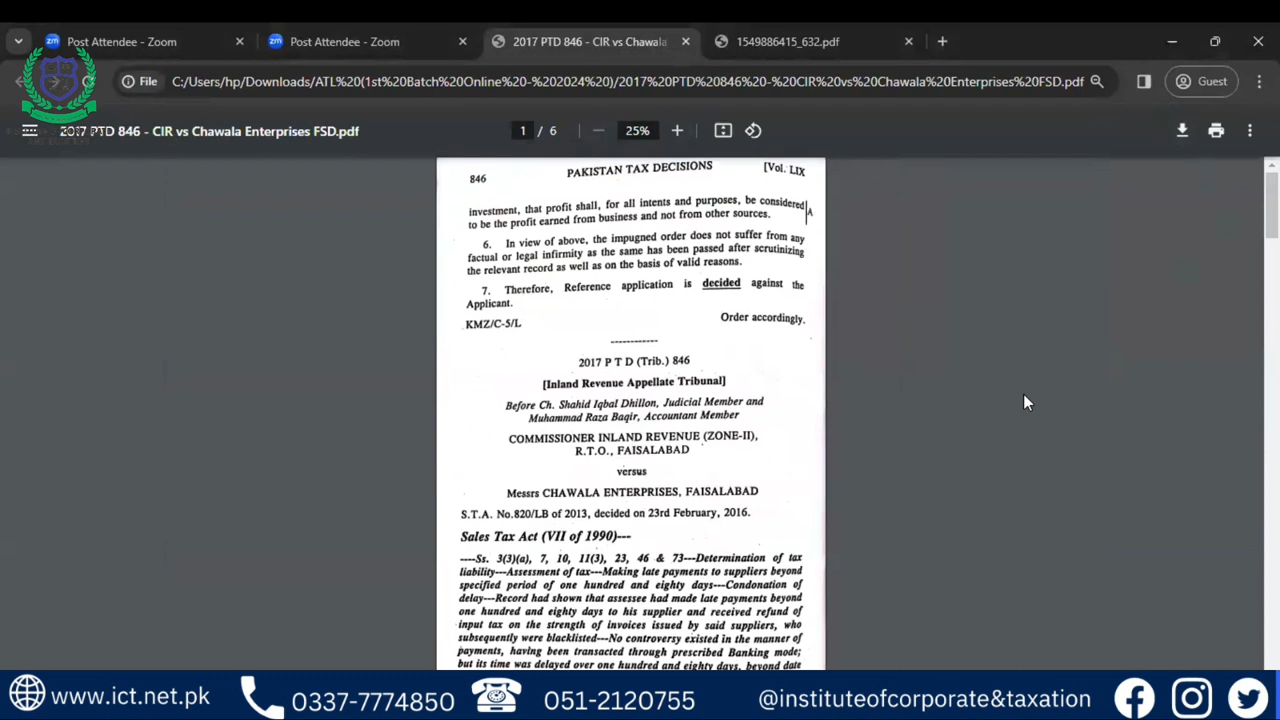 Post Attendee - Zoom
Post Attendee - Zoom
2017 PTD 846 - CIR vs Chawala
1549886415_632.pdf
File
C:/Users/hp/Downloads/ATL%20(1st%20Batch%20Online%20-%202024%20)/2017%20PTD%20846%20-%20CIR%20vs%20Chawala%20Enterprises%20FSD.pdf
Guest
2017 PTD 846 - CIR vs Chawala Enterprises FSD.pdf
1 / 6
25%
846
PAKISTAN TAX DECISIONS
[Vol. LIX
investment, that profit shall, for all intents and purposes, be considered
A
to be the profit earned from business and not from other sources.
6. In view of above, the impugned order does not suffer from any
factual or legal infirmity as the same has been passed after scrutinizing
the relevant record as well as on the basis of valid reasons.
7. Therefore, Reference application is decided against the
Applicant.
KMZ/C-5/L
Order accordingly.
------------
2017 P T D (Trib.) 846
[Inland Revenue Appellate Tribunal]
Before Ch. Shahid Iqbal Dhillon, Judicial Member and
Muhammad Raza Baqir, Accountant Member
COMMISSIONER INLAND REVENUE (ZONE-II),
R.T.O., FAISALABAD
versus
Messrs CHAWALA ENTERPRISES, FAISALABAD
S.T.A. No.820/LB of 2013, decided on 23rd February, 2016.
Sales Tax Act (VII of 1990)---
----Ss. 3(3)(a), 7, 10, 11(3), 23, 46 & 73---Determination of tax
liability---Assessment of tax---Making late payments to suppliers beyond
specified period of one hundred and eighty days---Condonation of
delay---Record had shown that assessee had made late payments beyond
one hundred and eighty days to his supplier and received refund of
input tax on the strength of invoices issued by said suppliers, who
subsequently were blacklisted---No controversy existed in the manner of
payments, having been transacted through prescribed Banking mode;
but its time was delayed over one hundred and eighty days, beyond date
www.ict.net.pk
0337-7774850
051-2120755
@instituteofcorporate&taxation